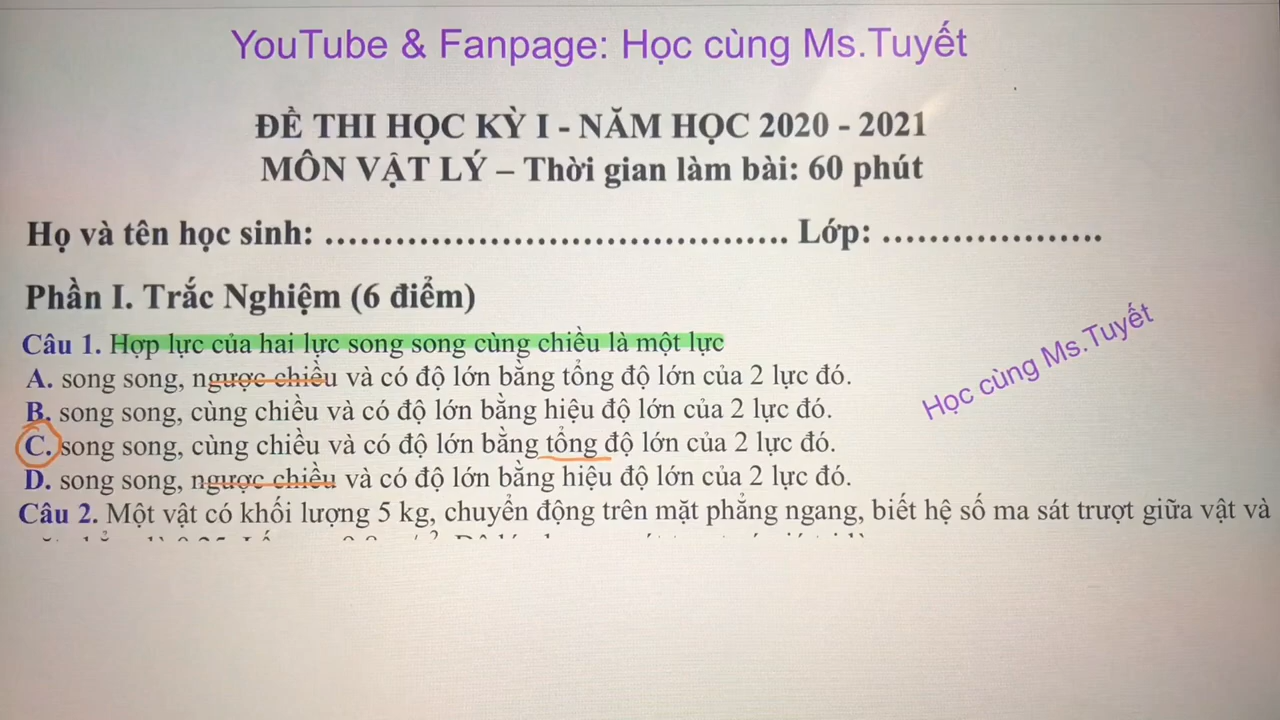 YouTube & Fanpage: Học cùng Ms.Tuyết
ĐỀ THI HỌC KỲ I - NĂM HỌC 2020 - 2021
MÔN VẬT LÝ – Thời gian làm bài: 60 phút
Họ và tên học sinh: ....................................... Lớp: ...................
Phần I. Trắc Nghiệm (6 điểm)
Câu 1. Hợp lực của hai lực song song cùng chiều là một lực
A. song song, ngược chiều và có độ lớn bằng tổng độ lớn của 2 lực đó.
B. song song, cùng chiều và có độ lớn bằng hiệu độ lớn của 2 lực đó.
C. song song, cùng chiều và có độ lớn bằng tổng độ lớn của 2 lực đó.
D. song song, ngược chiều và có độ lớn bằng hiệu độ lớn của 2 lực đó.
Câu 2. Một vật có khối lượng 5 kg, chuyển động trên mặt phẳng ngang, biết hệ số ma sát trượt giữa vật và
Học cùng Ms.Tuyết